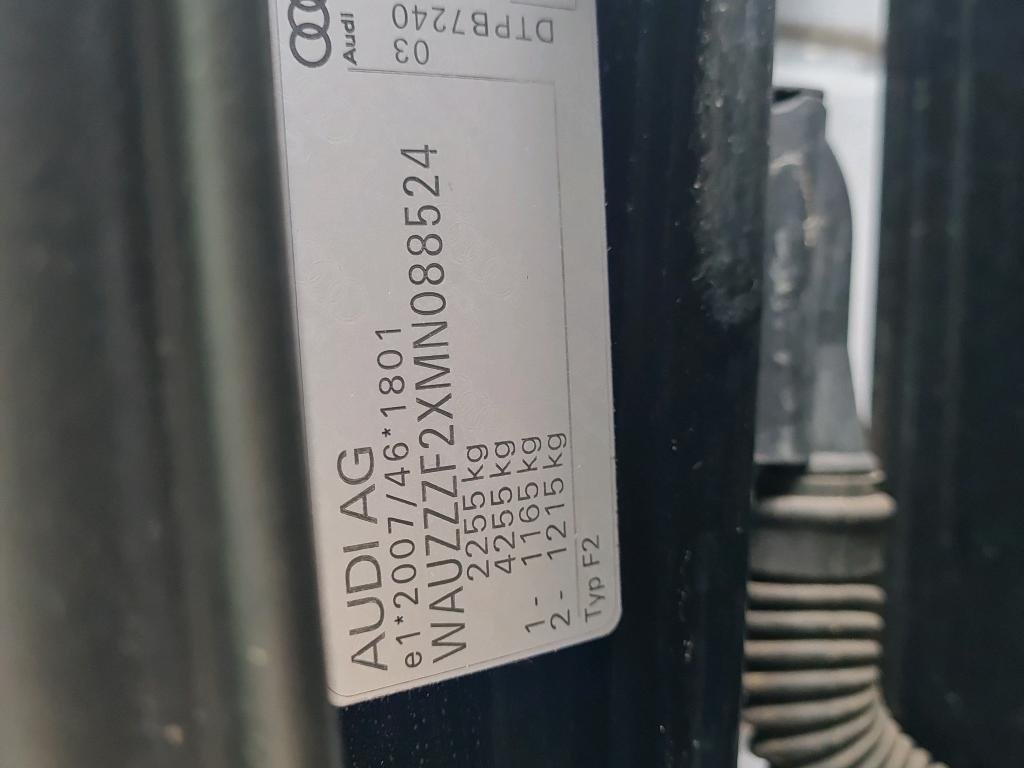 AUDI AG
e1*2007/46*1801
WAUZZZF2XMN088524
2255 kg
4255 kg
1- 1165 kg
2- 1215 kg
Typ F2
Audi
03
DTPB7240